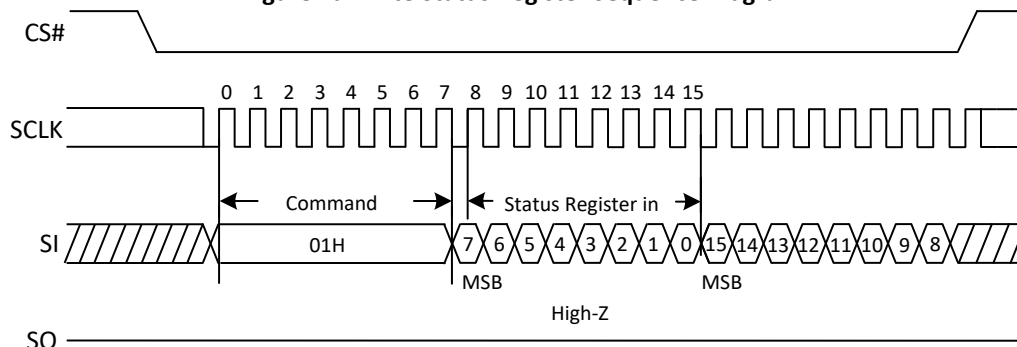 CS#
0 1 2 3 4 5 6 7 8 9 10 11 12 13 14 15
SCLK
Command
Status Register in
SI
01H
7 6 5 4 3 2 1 0 15 14 13 12 11 10 9 8
MSB
MSB
High-Z
SO